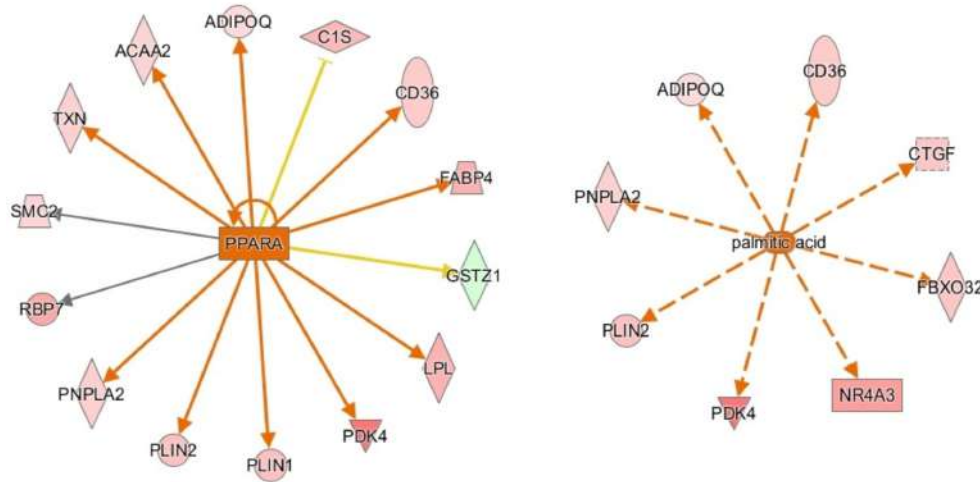 ADIPOQ
C1S
ACAA2
CD36
TXN
FABP4
SMC2
PPARA
GSTZ1
RBP7
LPL
PNPLA2
PDK4
PLIN2
PLIN1
CD36
ADIPOQ
CTGF
PNPLA2
palmitic acid
FBXO32
PLIN2
NR4A3
PDK4